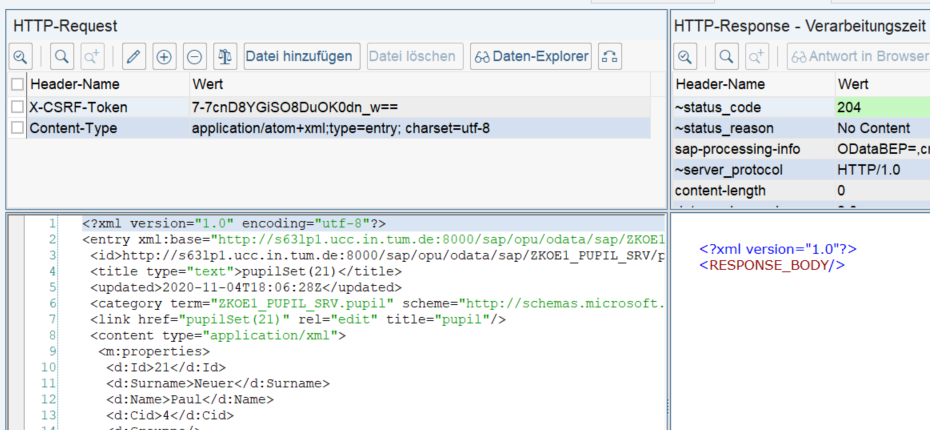 HTTP-Request
Datei hinzufügen
Datei löschen
Daten-Explorer
Header-Name Wert
X-CSRF-Token 7-7cnD8YGiSO8DuOK0dn_w==
Content-Type application/atom+xml;type=entry; charset=utf-8
1 <?xml version="1.0" encoding="utf-8"?>
2 <entry xml:base="http://s63lp1.ucc.in.tum.de:8000/sap/opu/odata/sap/ZKOE1
3 <id>http://s63lp1.ucc.in.tum.de:8000/sap/opu/odata/sap/ZKOE1_PUPIL_SRV/p
4 <title type="text">pupilSet(21)</title>
5 <updated>2020-11-04T18:06:28Z</updated>
6 <category term="ZKOE1_PUPIL_SRV.pupil" scheme="http://schemas.microsoft.
7 <link href="pupilSet(21)" rel="edit" title="pupil"/>
8 <content type="application/xml">
9 <m:properties>
10 <d:Id>21</d:Id>
11 <d:Surname>Neuer</d:Surname>
12 <d:Name>Paul</d:Name>
13 <d:Cid>4</d:Cid>
HTTP-Response - Verarbeitungszeit
Antwort in Browser
Header-Name Wert
~status_code 204
~status_reason No Content
sap-processing-info ODataBEP=,cr
~server_protocol HTTP/1.0
content-length 0
<?xml version="1.0"?>
<RESPONSE_BODY/>